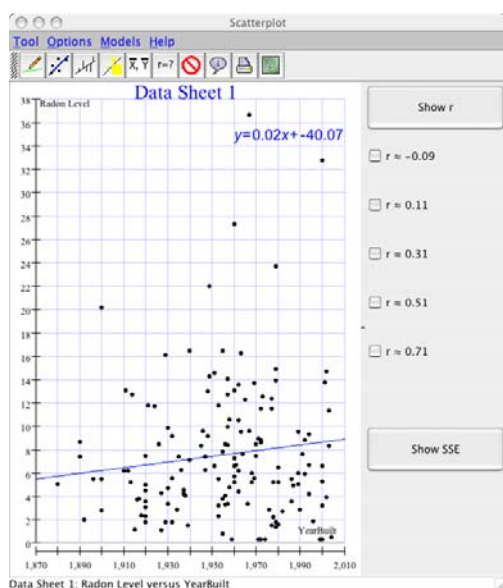 Scatterplot
Tool Options Models Help
X, Y r=?
Data Sheet 1
Radon Level
y=0.02x+-40.07
38
36
34
32
30
28
26
24
22
20
18
16
14
12
10
8
6
4
2
0
YearBuilt
1,870 1,890 1,910 1,930 1,950 1,970 1,990 2,010
Data Sheet 1: Radon Level versus YearBuilt
Show r
r ≈ -0.09
r ≈ 0.11
r ≈ 0.31
r ≈ 0.51
r ≈ 0.71
Show SSE